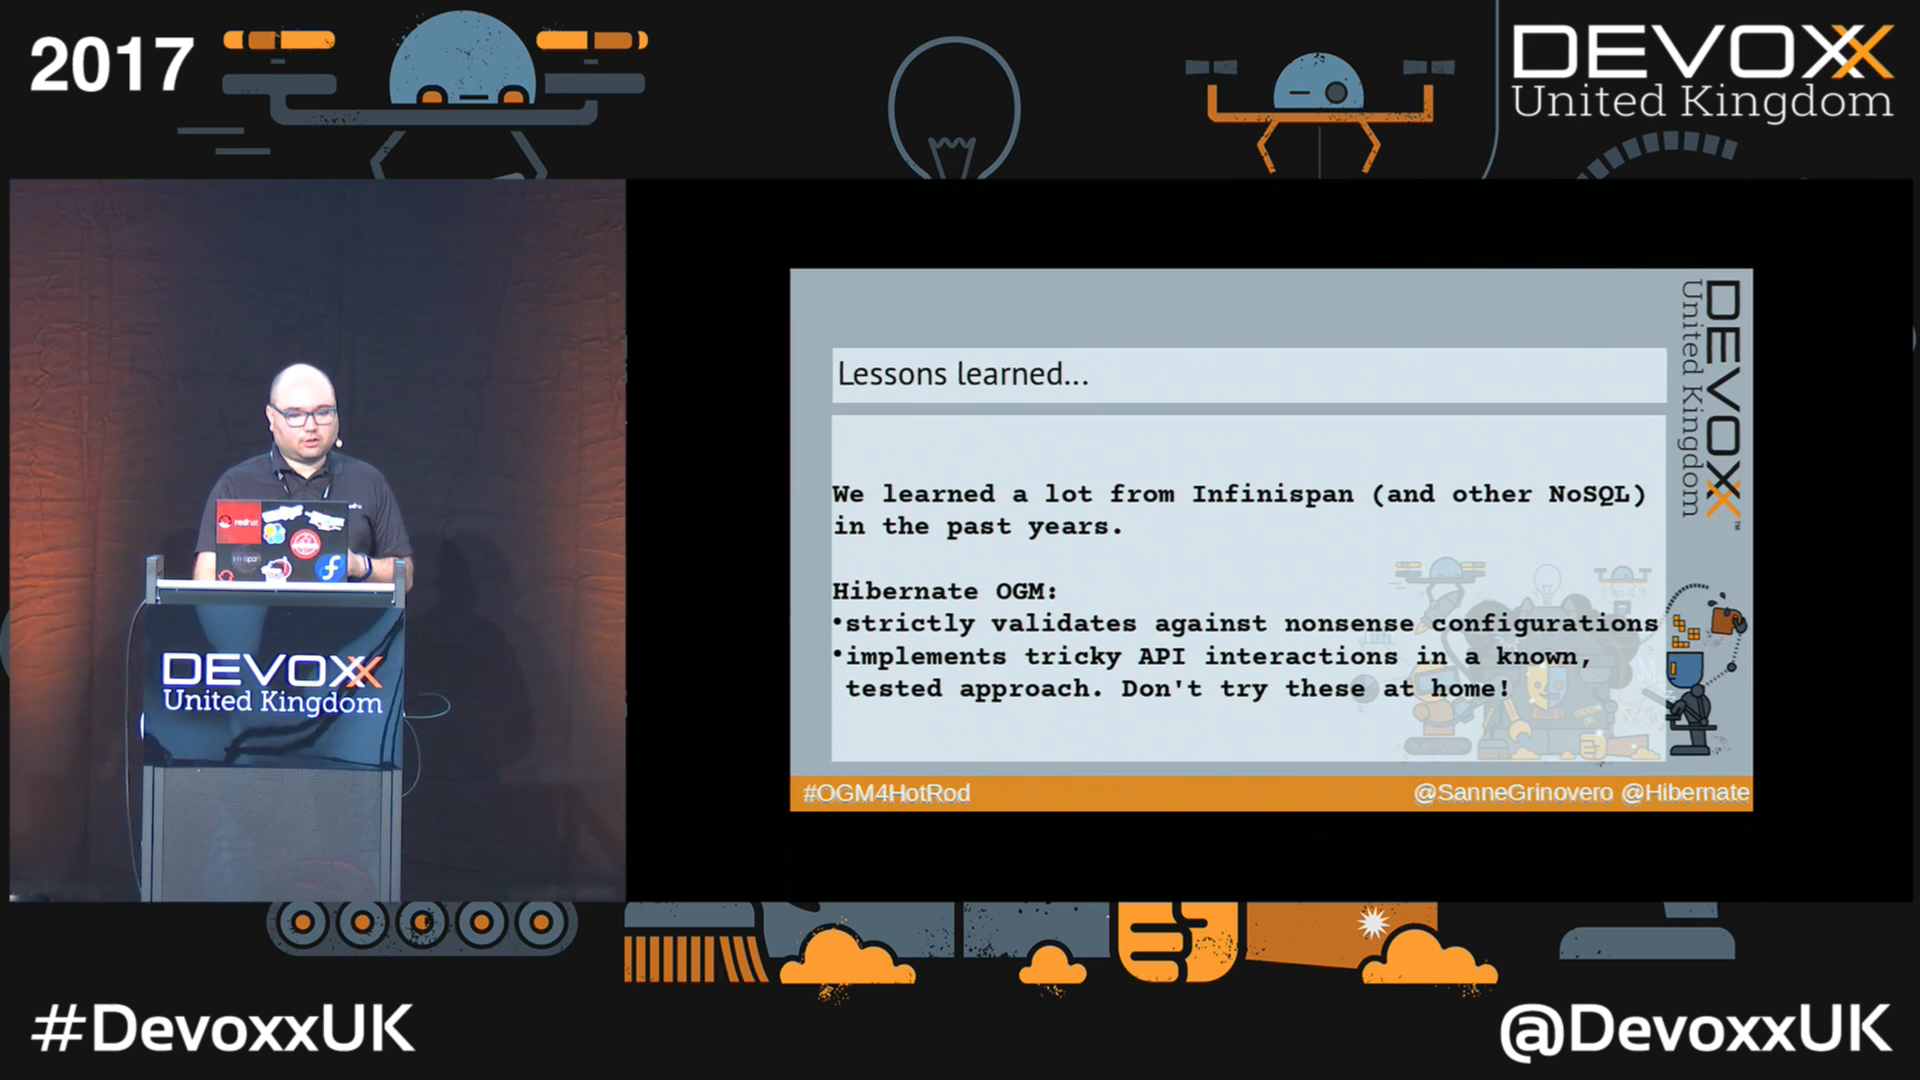 2017
DEVOXX
United Kingdom
redhat
DEVOXX
United Kingdom
Lessons learned...
We learned a lot from Infinispan (and other NoSQL)
in the past years.
Hibernate OGM:
•strictly validates against nonsense configurations
•implements tricky API interactions in a known,
tested approach. Don't try these at home!
#OGM4HotRod
@SanneGrinovero @Hibernate
DEVOXX™
United Kingdom
#DevoxxUK
@DevoxxUK